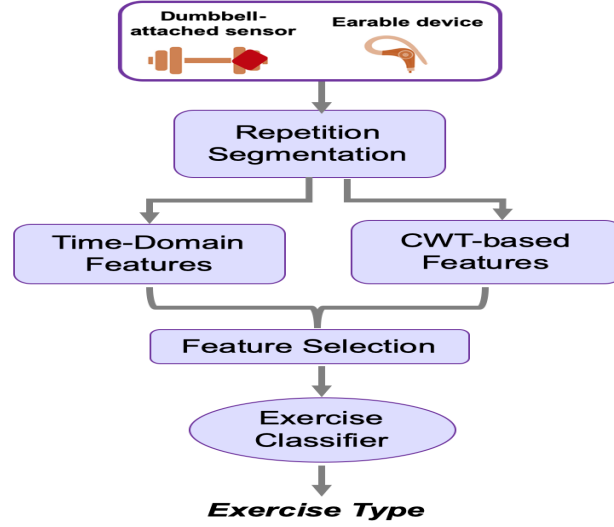 Dumbbell-
attached sensor
Earable device
Repetition
Segmentation
Time-Domain
Features
CWT-based
Features
Feature Selection
Exercise
Classifier
Exercise Type